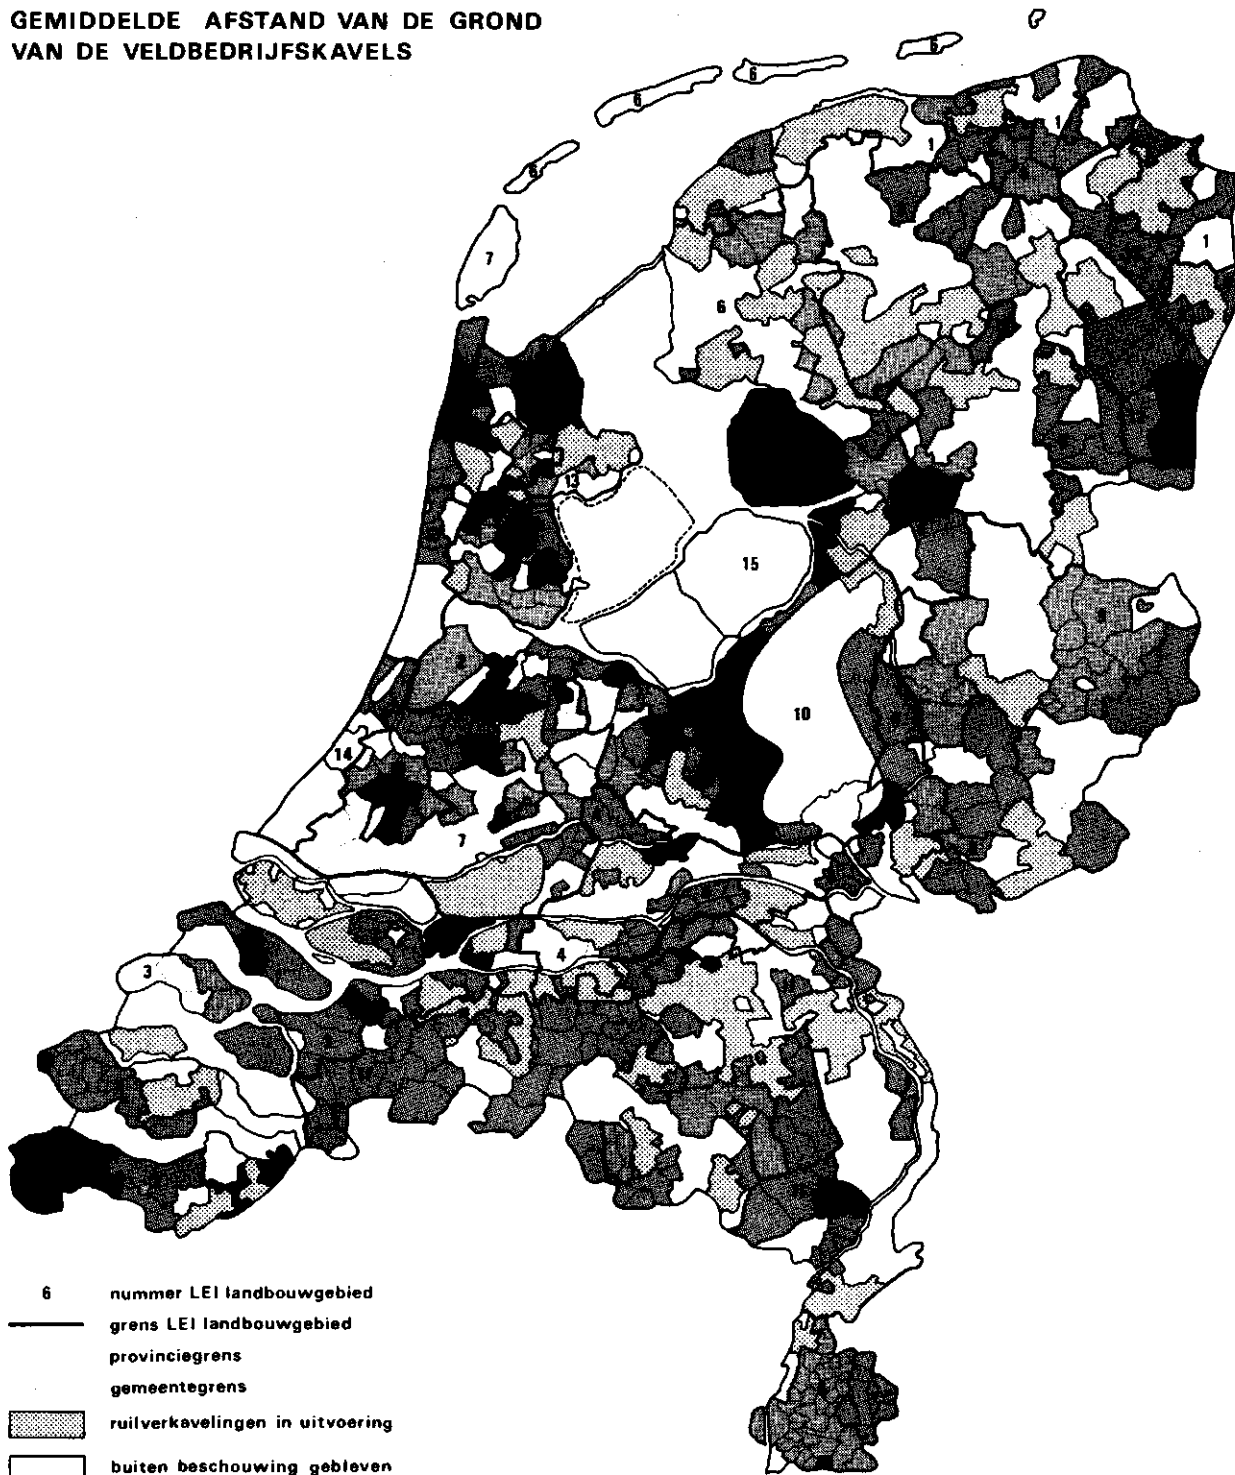 GEMIDDELDE AFSTAND VAN DE GROND
VAN DE VELDBEDRIJFSKAVELS
6
6
6
6
6
7
1
1
1
6
13
15
10
14
7
3
4
6 nummer LEI landbouwgebied
grens LEI landbouwgebied
provinciegrens
gemeentegrens
ruilverkavelingen in uitvoering
buiten beschouwing gebleven